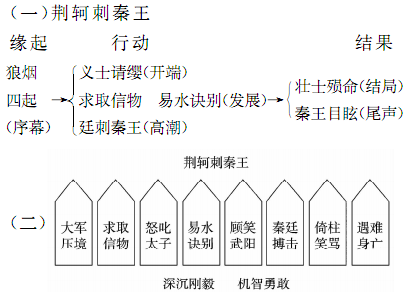 (一)荆轲刺秦王
缘起 行动 结果
狼烟 义士请缨(开端)
四起 求取信物 易水诀别(发展) 壮士殒命(结局)
(序幕) 廷刺秦王(高潮) 秦王目眩(尾声)
荆轲刺秦王
(二) 大军压境 求取信物 怒叱太子 易水诀别 顾笑武阳 秦廷搏击 倚柱笑骂 遇难身亡
深沉刚毅 机智勇敢